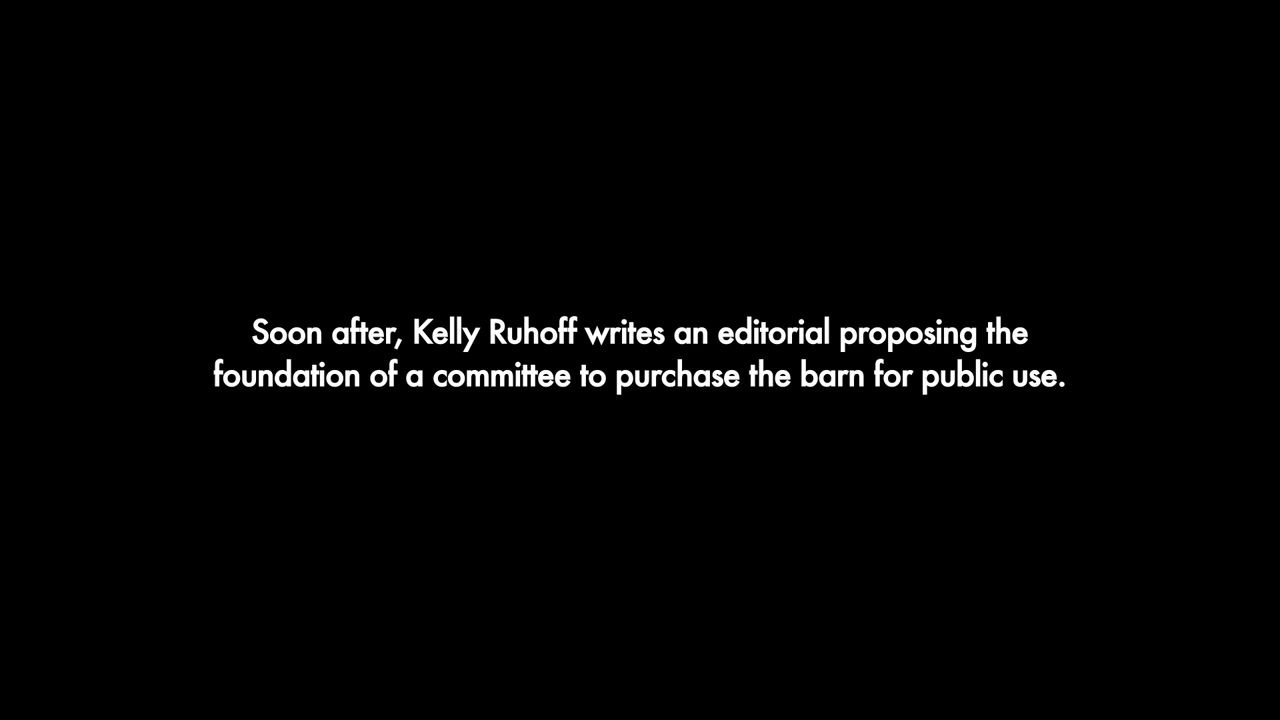 Soon after, Kelly Ruhoff writes an editorial proposing the
foundation of a committee to purchase the barn for public use.